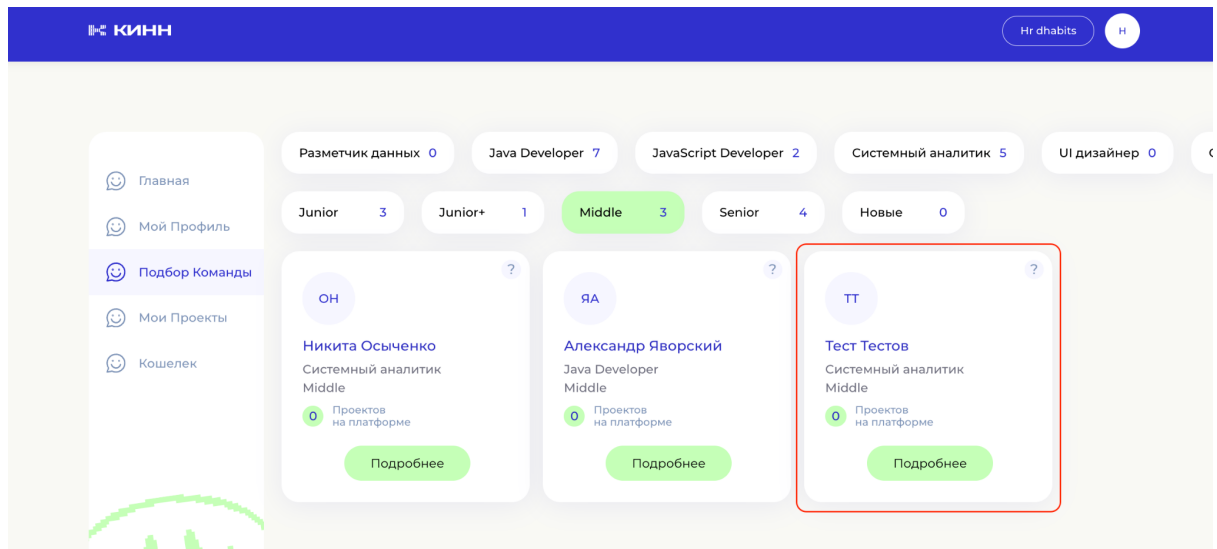 КИНН
Hr dhabits
H
Разметчик данных 0
Java Developer 7
JavaScript Developer 2
Системный аналитик 5
UI дизайнер 0
Главная
Мой Профиль
Подбор Команды
Мои Проекты
Кошелек
Junior 3
Junior+ 1
Middle 3
Senior 4
Новые 0
?
ОН
Никита Осыченко
Системный аналитик
Middle
0 Проектов
на платформе
Подробнее
?
ЯА
Александр Яворский
Java Developer
Middle
0 Проектов
на платформе
Подробнее
?
ТТ
Тест Тестов
Системный аналитик
Middle
0 Проектов
на платформе
Подробнее